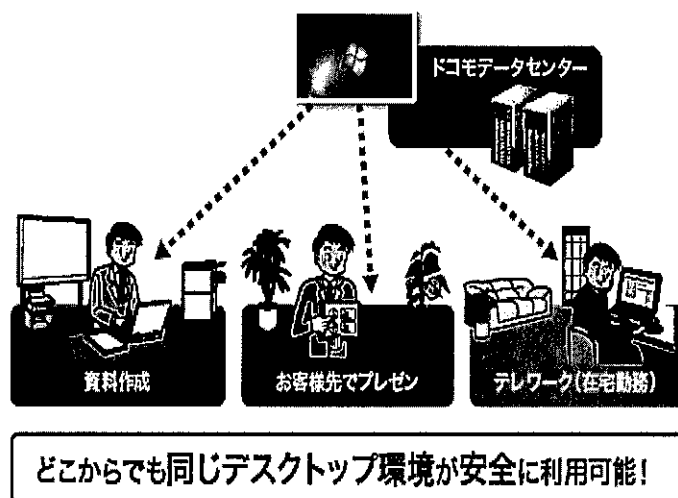 ドコモデータセンター
資料作成
お客様先でプレゼン
テレワーク(在宅勤務)
どこからでも同じデスクトップ環境が安全に利用可能!